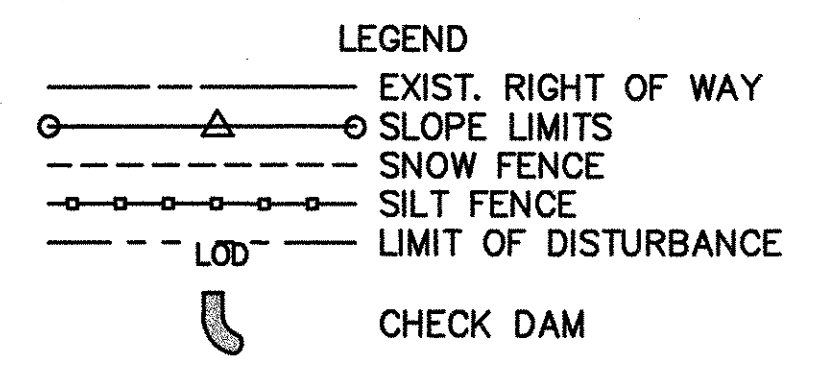 LEGEND
EXIST. RIGHT OF WAY
SLOPE LIMITS
SNOW FENCE
SILT FENCE
LOD LIMIT OF DISTURBANCE
CHECK DAM